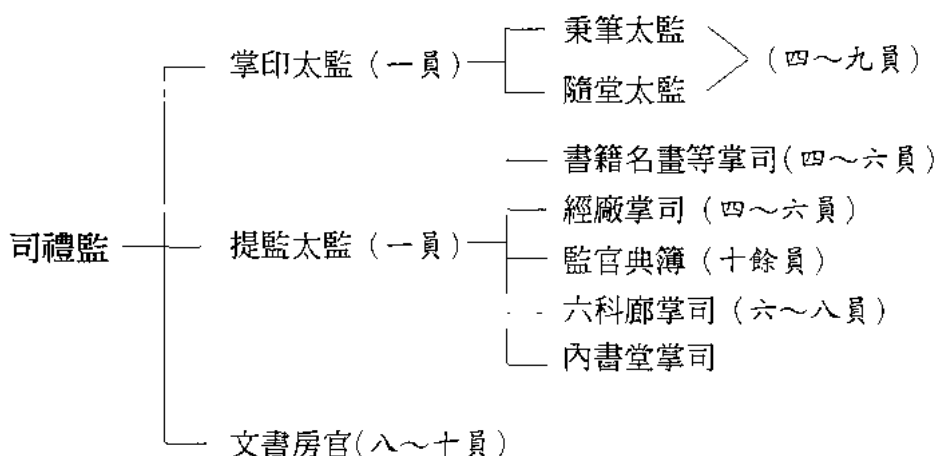 秉筆太監
掌印太監（一員）
（四～九員）
隨堂太監
書籍名畫等掌司（四～六員）
經廠掌司（四～六員）
司禮監
提監太監（一員）
監官典簿（十餘員）
六科廊掌司（六～八員）
內書堂掌司
文書房官（八～十員）